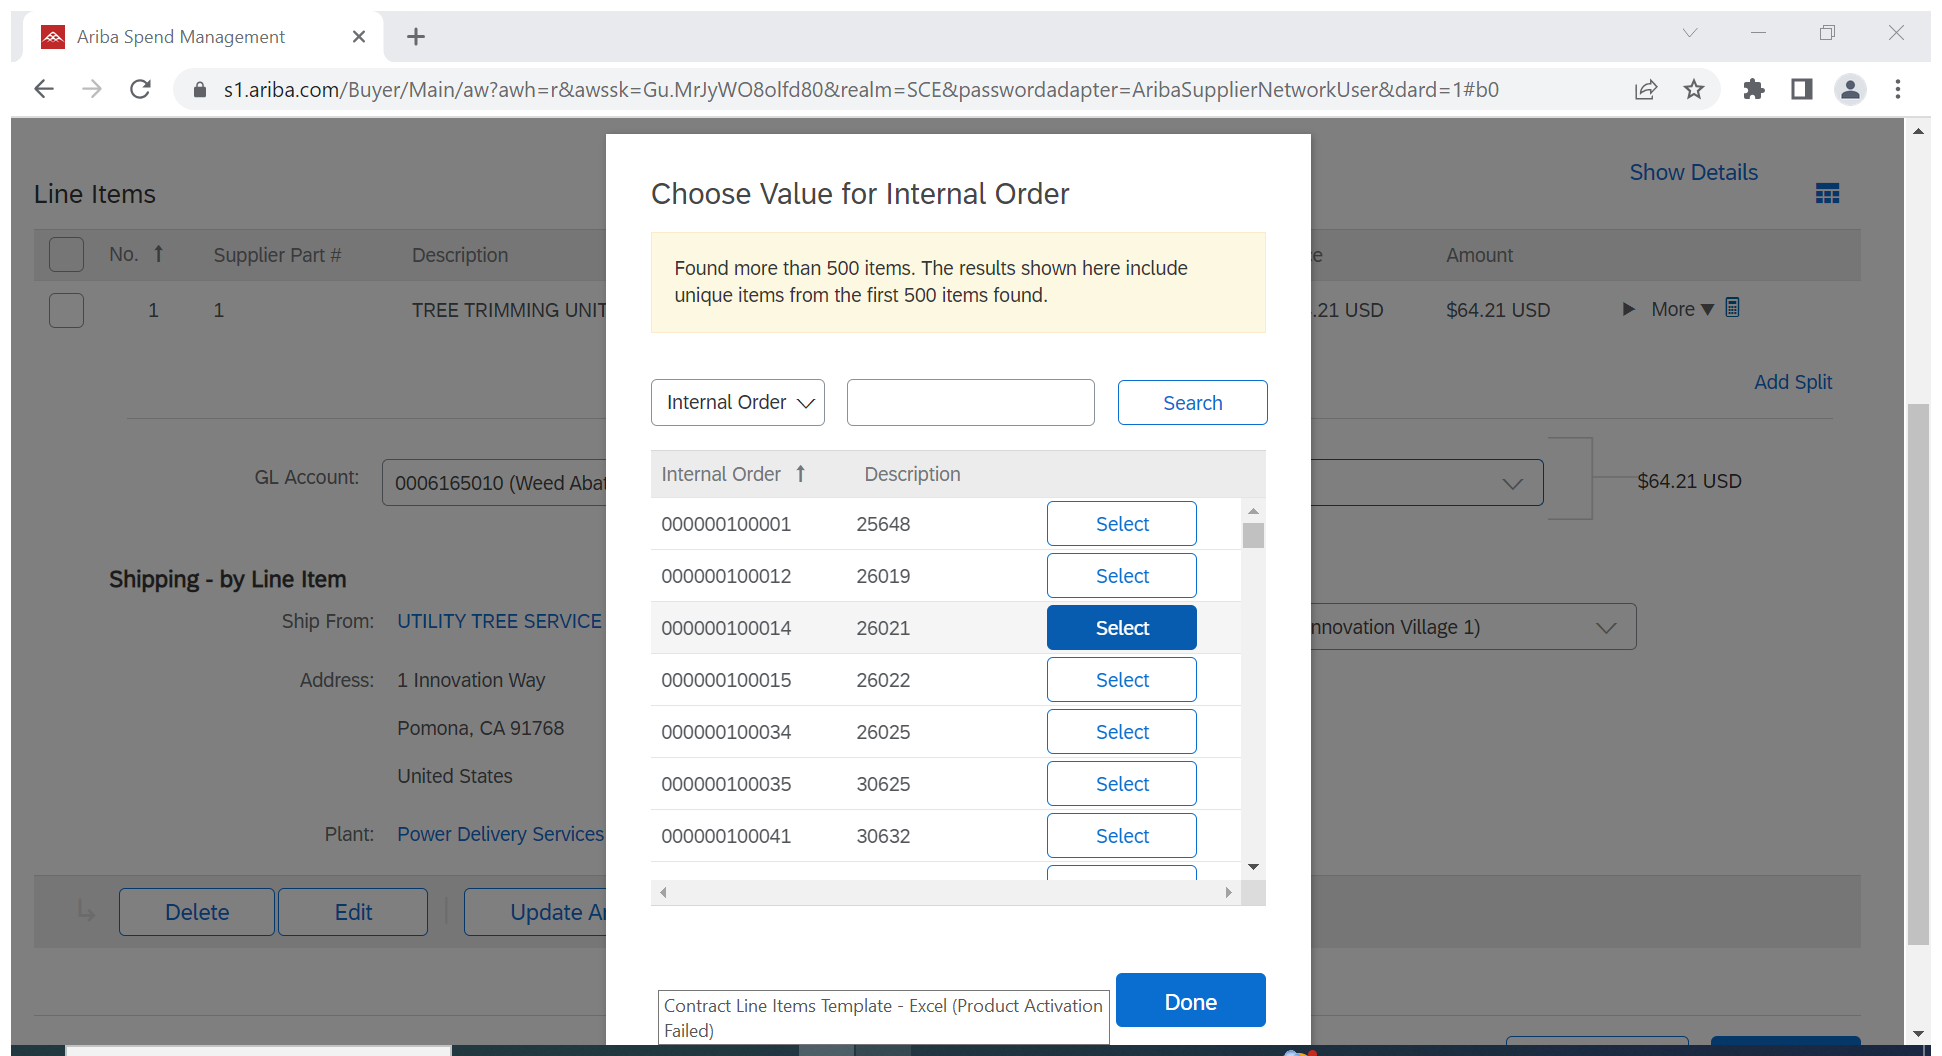 Ariba Spend Management
s1.ariba.com/Buyer/Main/aw?awh=r&awssk=Gu.MrJyWO8olfd80&realm=SCE&passwordadapter=AribaSupplierNetworkUser&dard=1#b0
Show Details
Line Items
No. Supplier Part # Description
Amount
1 1 TREE TRIMMING UNIT
.21 USD $64.21 USD More
Add Split
GL Account: 0006165010 (Weed Abat
$64.21 USD
Shipping - by Line Item
Ship From: UTILITY TREE SERVICE
nnovation Village 1)
Address: 1 Innovation Way
Pomona, CA 91768
United States
Plant: Power Delivery Services
Delete Edit Update
Choose Value for Internal Order
Found more than 500 items. The results shown here include
unique items from the first 500 items found.
Internal Order Search
Internal Order Description
000000100001 25648 Select
000000100012 26019 Select
000000100014 26021 Select
000000100015 26022 Select
000000100034 26025 Select
000000100035 30625 Select
000000100041 30632 Select
Done
Contract Line Items Template - Excel (Product Activation
Failed)